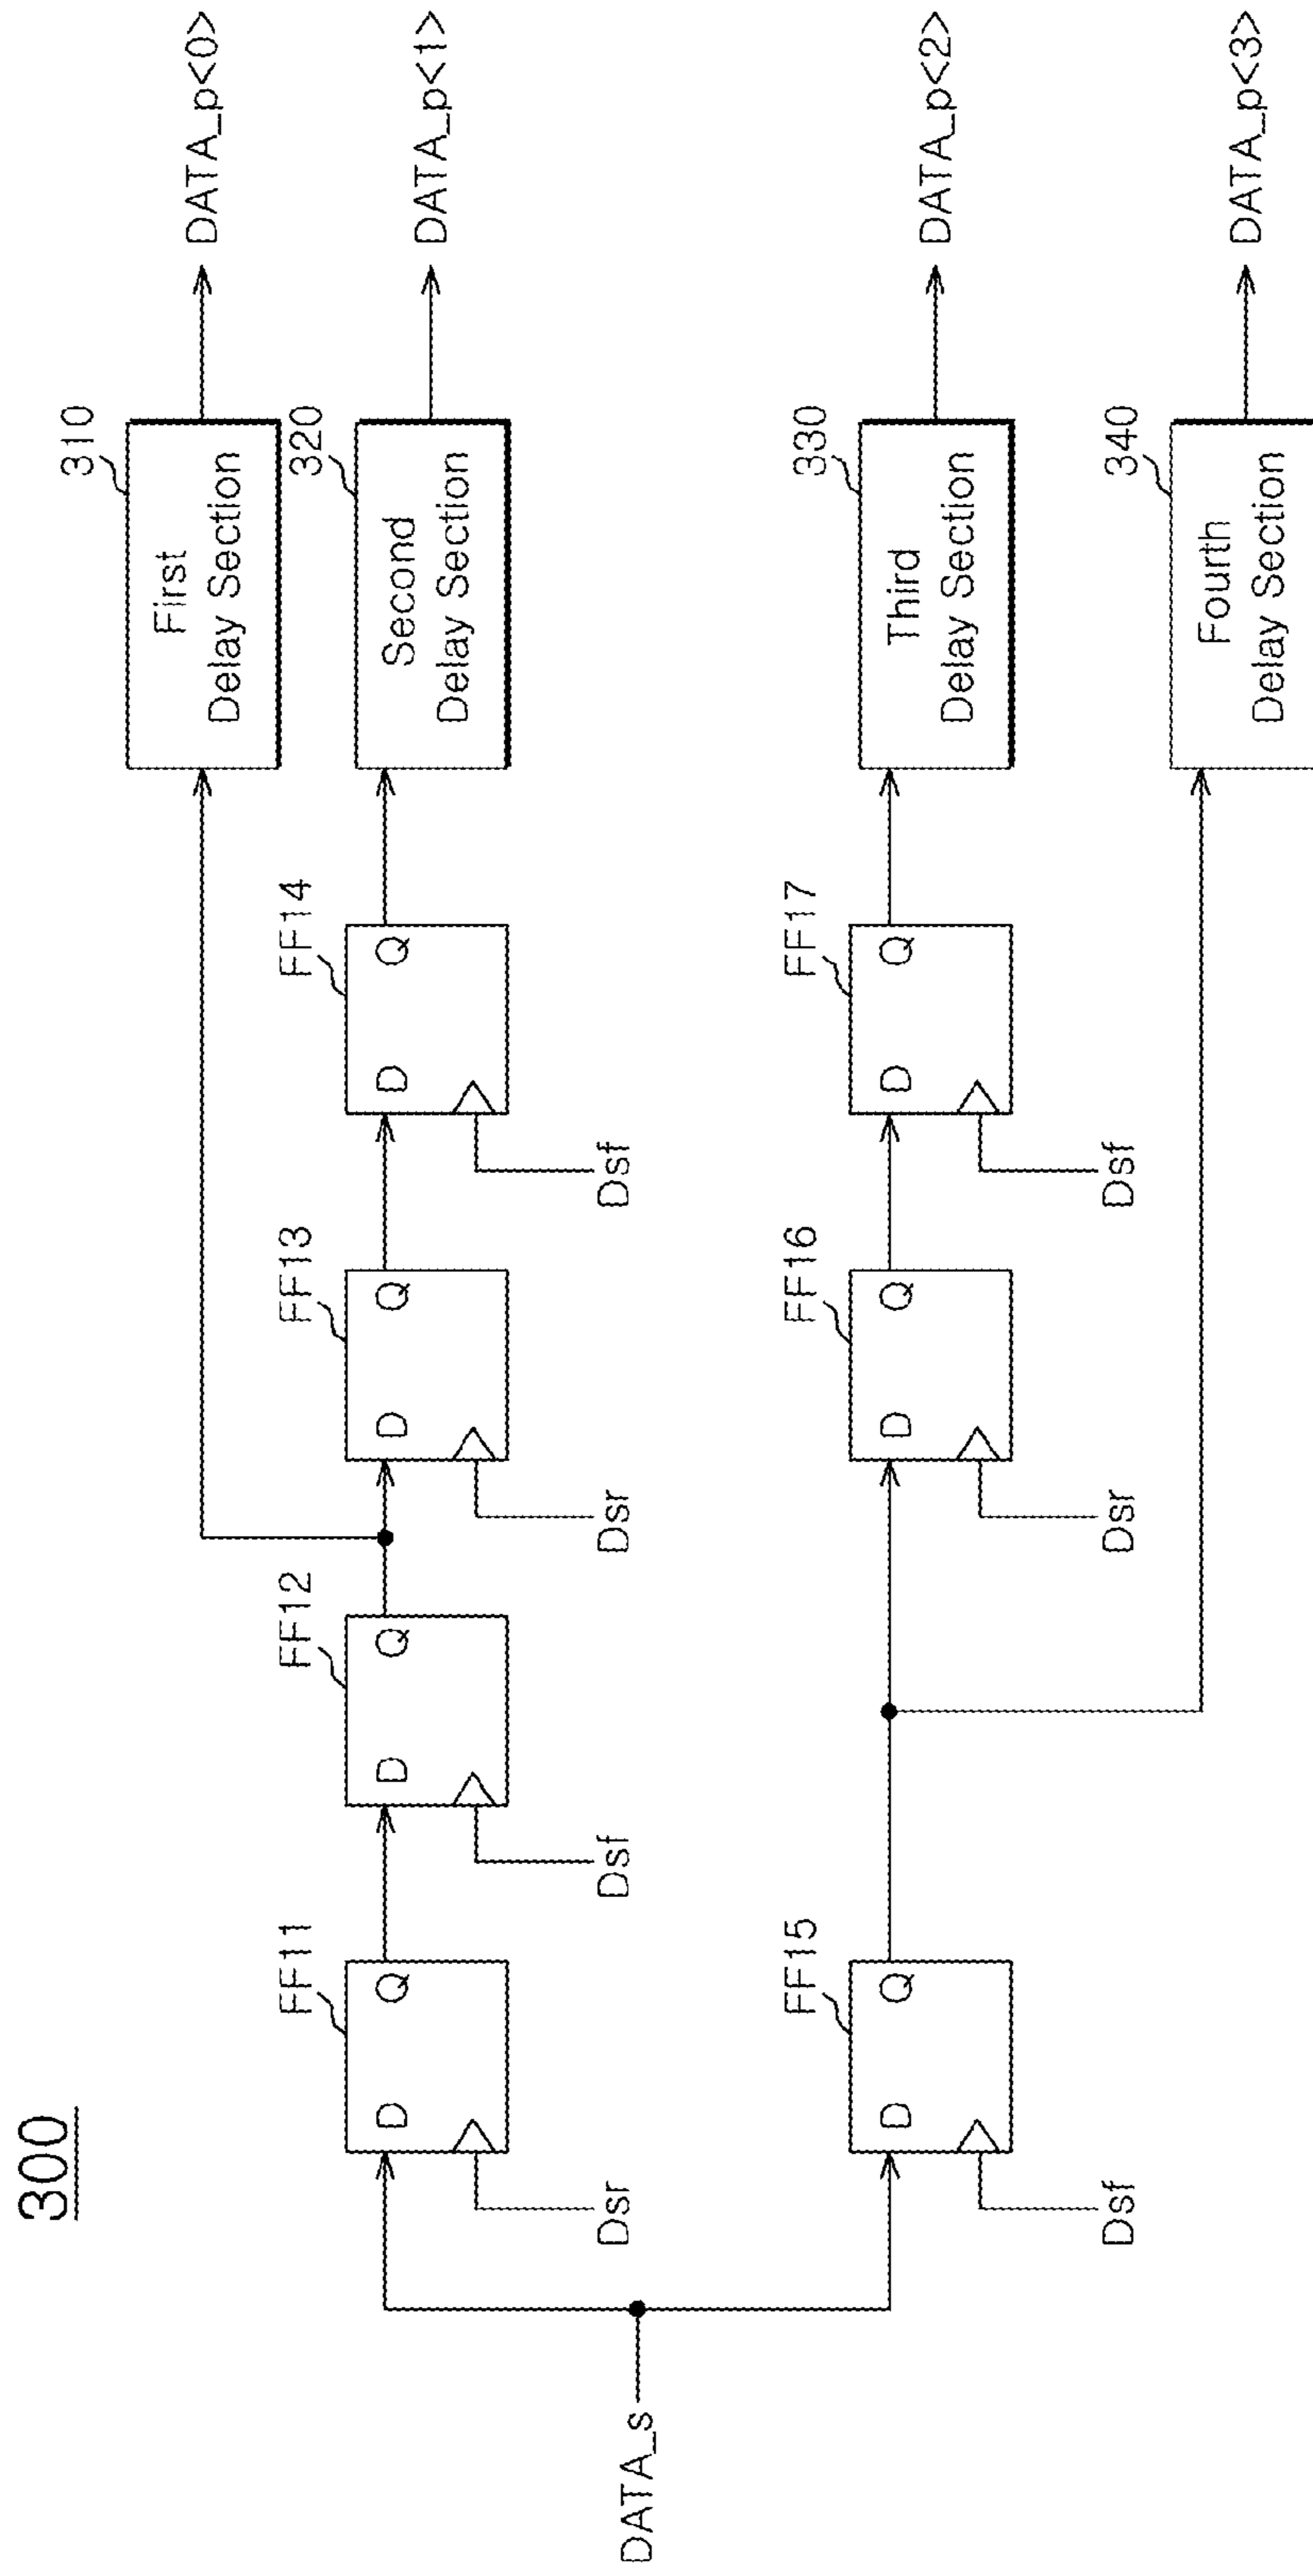 300
DATA_s
FF11
D
Q
Dsr
FF12
D
Q
Dsf
FF13
D
Q
Dsr
FF14
D
Q
Dsf
310
First
Delay Section
DATA_p<0>
320
Second
Delay Section
DATA_p<1>
FF15
D
Q
Dsf
FF16
D
Q
Dsr
FF17
D
Q
Dsf
330
Third
Delay Section
DATA_p<2>
340
Fourth
Delay Section
DATA_p<3>